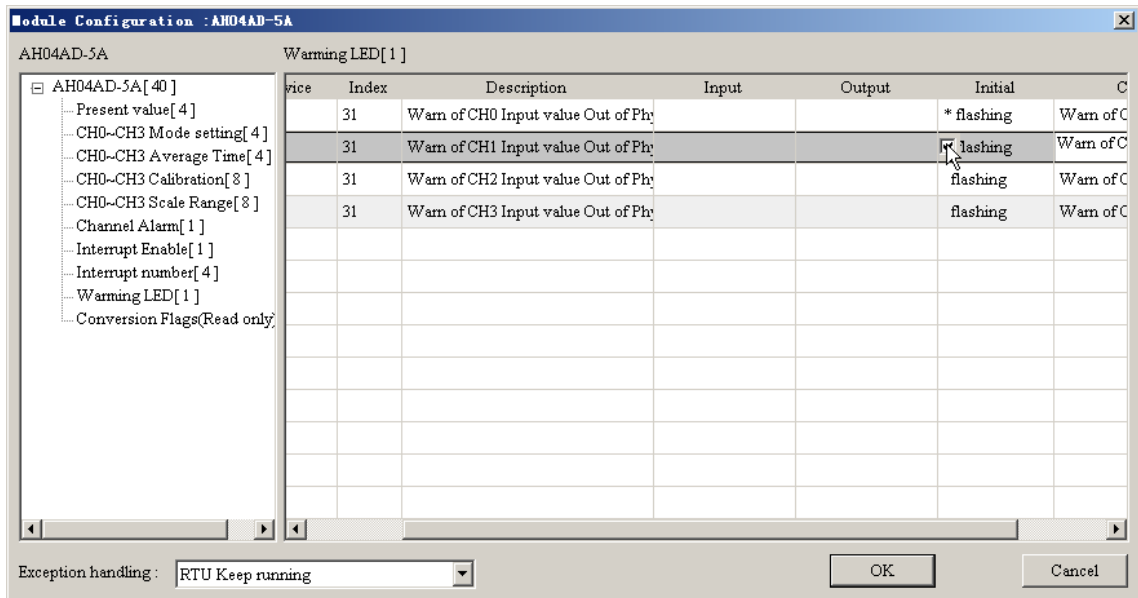 Module Configuration :AH04AD-5A
AH04AD-5A
Warming LED[ 1 ]
AH04AD-5A[ 40 ]
Present value[ 4 ]
CH0~CH3 Mode setting[ 4 ]
CH0~CH3 Average Time[ 4 ]
CH0~CH3 Calibration[ 8 ]
CH0~CH3 Scale Range[ 8 ]
Channel Alarm[ 1 ]
Interrupt Enable[ 1 ]
Interrupt number[ 4 ]
Warming LED[ 1 ]
Conversion Flags(Read only)
vice Index Description Input Output Initial C
31 Warn of CH0 Input value Out of Phy * flashing Warn of C
31 Warn of CH1 Input value Out of Phy lashing Warn of C
31 Warn of CH2 Input value Out of Phy flashing Warn of C
31 Warn of CH3 Input value Out of Phy flashing Warn of C
Exception handling : RTU Keep running OK Cancel